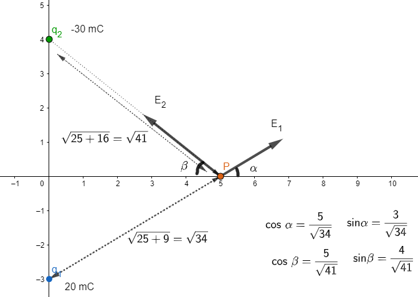 5
q₂ -30 mC
4
3
E₂
2
E₁
√25 + 16 = √41
1
β P α
-1 0 1 2 3 4 5 6 7 8 9 10
-1
cos α = 5/√34 sinα = 3/√34
√25 + 9 = √34
-2
cos β = 5/√41 sinβ = 4/√41
-3
20 mC